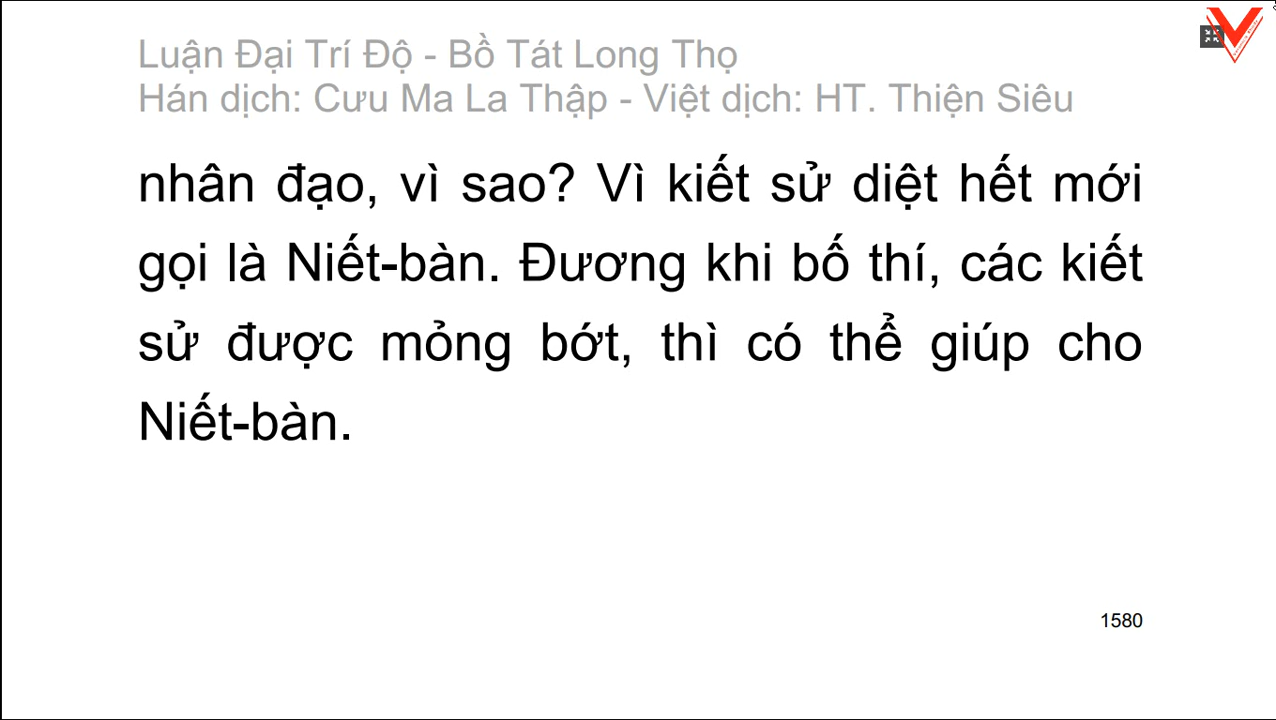 Luận Đại Trí Độ - Bồ Tát Long Thọ
Hán dịch: Cưu Ma La Thập - Việt dịch: HT. Thiện Siêu
nhân đạo, vì sao? Vì kiết sử diệt hết mới
gọi là Niết-bàn. Đương khi bố thí, các kiết
sử được mỏng bớt, thì có thể giúp cho
Niết-bàn.
1580